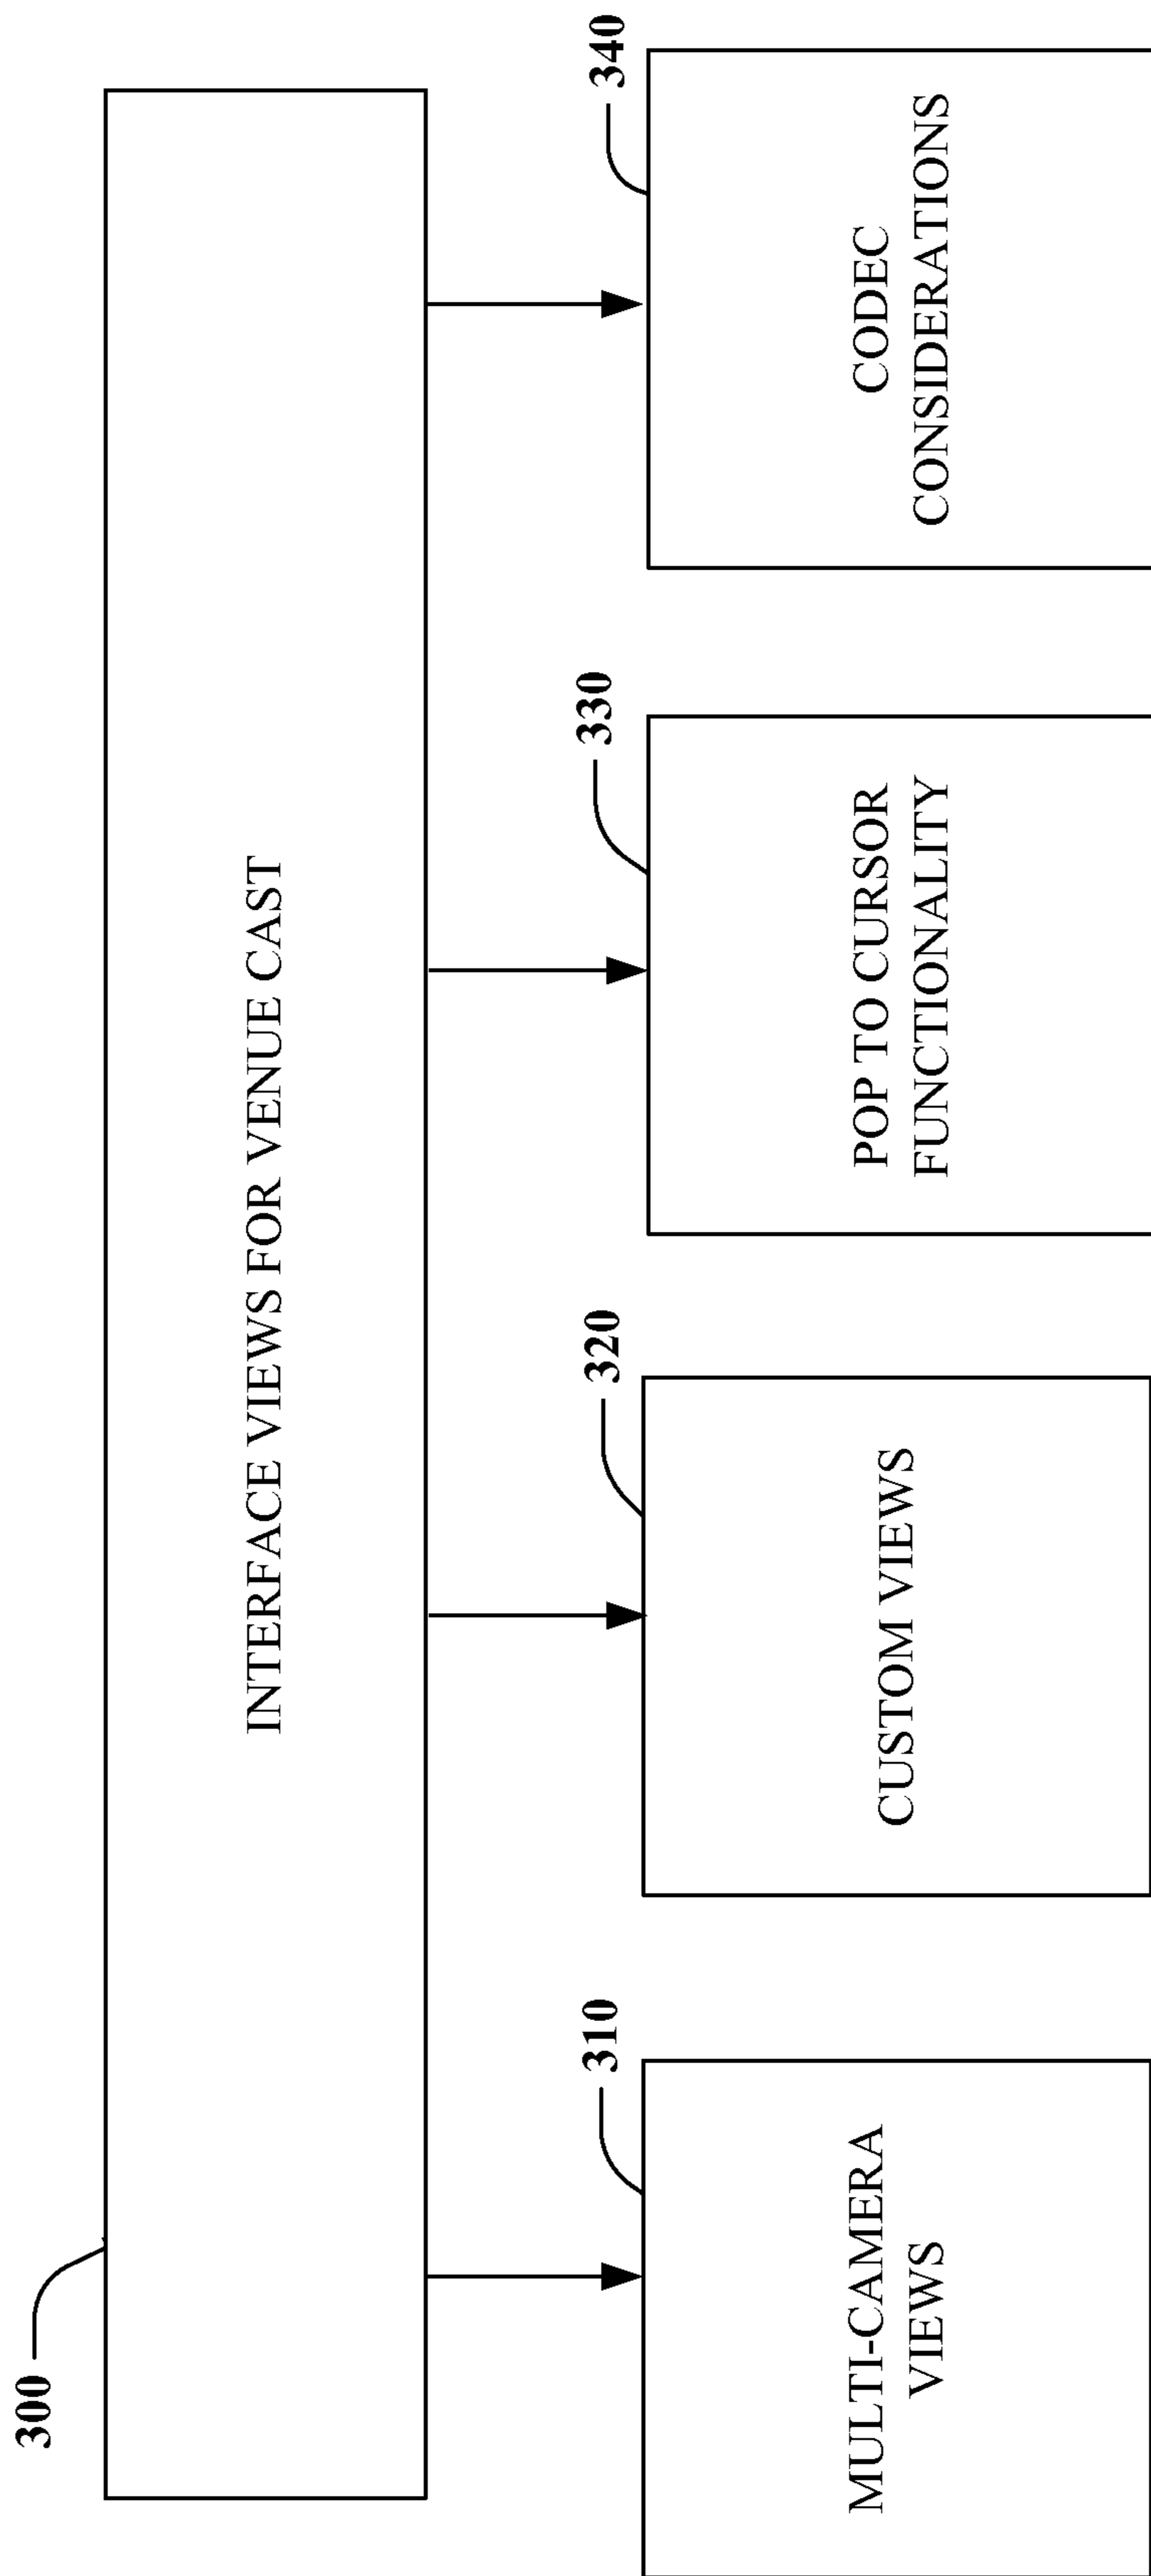 300
INTERFACE VIEWS FOR VENUE CAST
310
MULTI-CAMERA
VIEWS
320
CUSTOM VIEWS
330
POP TO CURSOR
FUNCTIONALITY
340
CODEC
CONSIDERATIONS